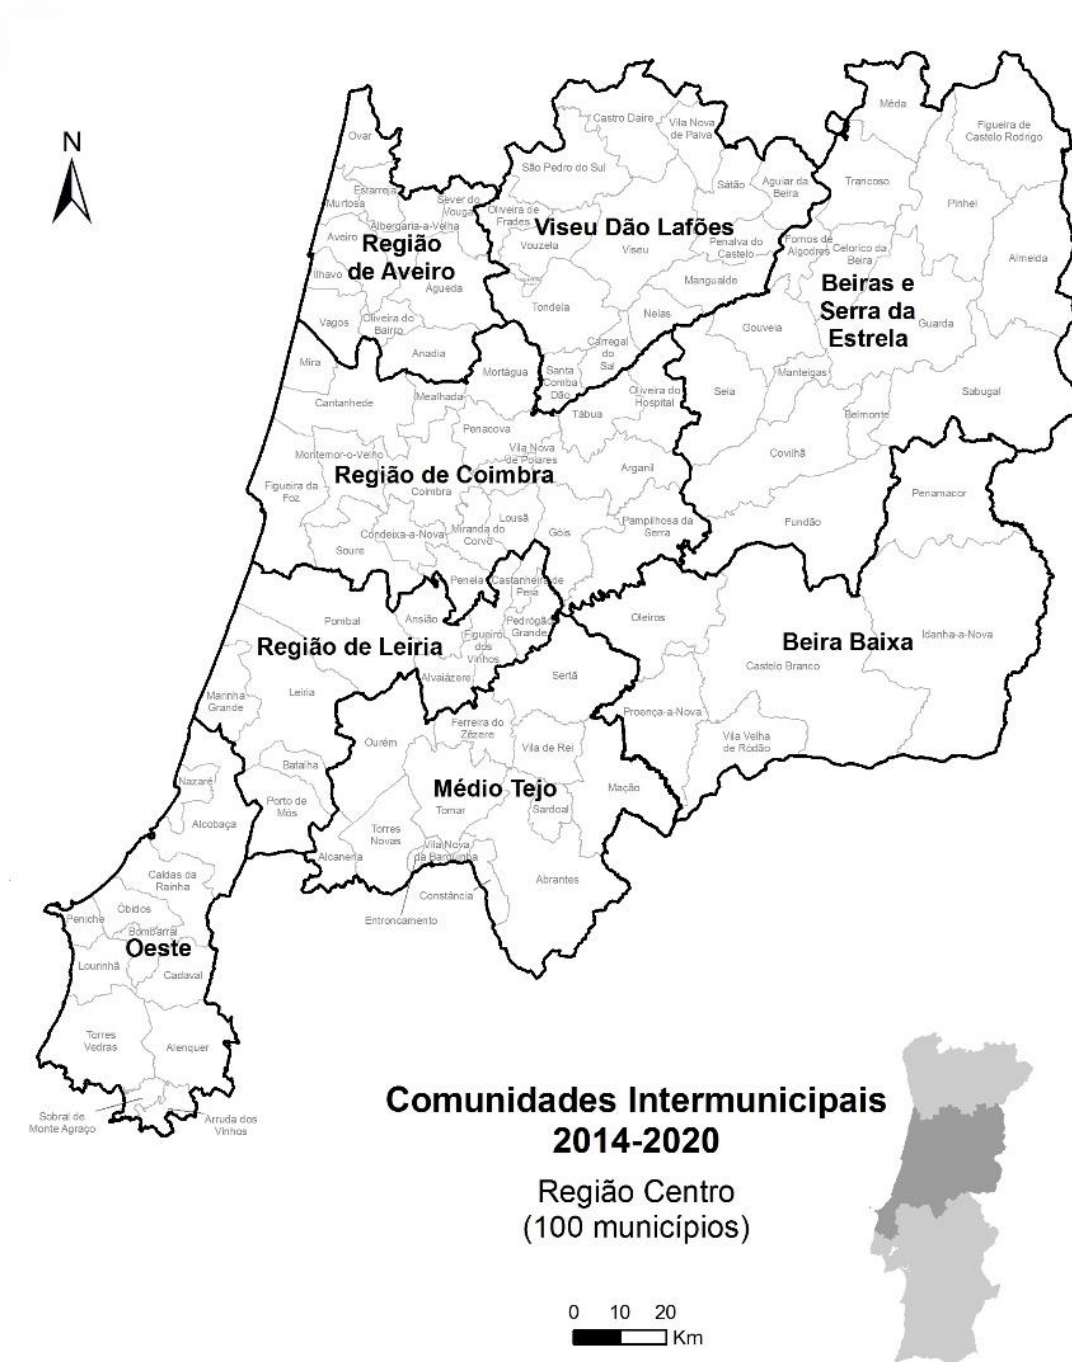 N
Ovar
Estarreja
Murtosa
Sever do
Vouga
Albergaria-a-Velha
Aveiro
Região
de Aveiro
Ílhavo
Águeda
Vagos
Oliveira do
Bairro
Anadia
Castro Daire
Vila Nova
de Paiva
São Pedro do Sul
Sátão
Aguiar da
Beira
Oliveira de
Frades
Viseu Dão Lafões
Vouzela
Viseu
Penalva do
Castelo
Mangualde
Tondela
Nelas
Carregal
do
Sal
Santa
Comba
Dão
Mêda
Figueira de
Castelo Rodrigo
Trancoso
Pinhel
Fornos de
Algodres
Celorico da
Beira
Almeida
Beiras e
Serra da
Estrela
Gouveia
Guarda
Manteigas
Seia
Sabugal
Belmonte
Covilhã
Fundão
Mira
Mortágua
Cantanhede
Mealhada
Oliveira do
Hospital
Tábua
Penacova
Montemor-o-Velho
Vila Nova
de Poiares
Região de Coimbra
Arganil
Figueira da
Foz
Coimbra
Lousã
Condeixa-a-Nova
Miranda do
Corvo
Góis
Pampilhosa da
Serra
Soure
Penela
Castanheira de
Pera
Pombal
Ansião
Pedrógão
Grande
Região de Leiria
Figueiró
dos
Vinhos
Alvaiázere
Marinha
Grande
Leiria
Batalha
Porto de
Mós
Penamacor
Oleiros
Idanha-a-Nova
Beira Baixa
Castelo Branco
Proença-a-Nova
Vila Velha
de Ródão
Sertã
Ourém
Ferreira do
Zêzere
Vila de Rei
Médio Tejo
Mação
Tomar
Sardoal
Torres
Novas
Alcanena
Vila Nova
da Barquinha
Abrantes
Constância
Entroncamento
Nazaré
Alcobaça
Caldas da
Rainha
Óbidos
Peniche
Bombarral
Oeste
Lourinhã
Cadaval
Torres
Vedras
Alenquer
Sobral de
Monte Agraço
Arruda dos
Vinhos
Comunidades Intermunicipais
2014-2020
Região Centro
(100 municípios)
0 10 20
Km